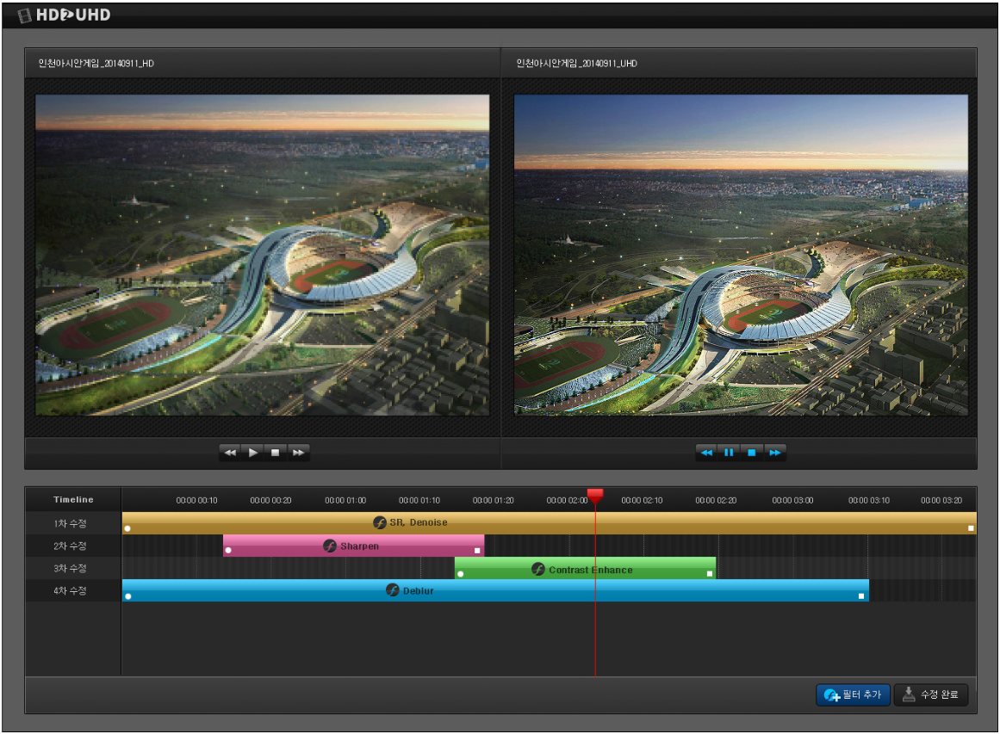 HD UHD
인천아시안게임_20140911_HD
인천아시안게임_20140911_UHD
Timeline 00:00 00:10 00:00 00:20 00:00 01:00 00:00 01:10 00:00 01:20 00:00 02:00 00:00 02:10 00:00 02:20 00:00 03:00 00:00 03:10 00:00 03:20
1차 수정 SR, Denoise
2차 수정 Sharpen
3차 수정 Contrast Enhance
4차 수정 Deblur
필터 추가 수정 완료